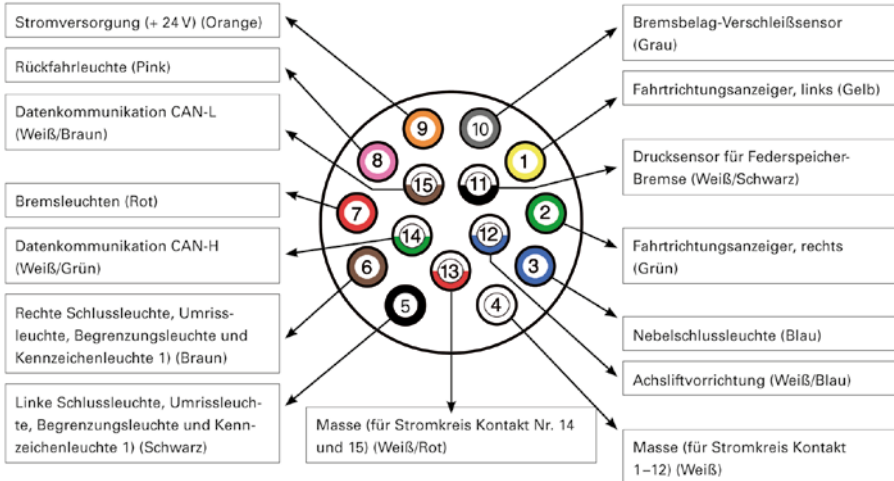 Stromversorgung (+ 24 V) (Orange)
Rückfahrleuchte (Pink)
Datenkommunikation CAN-L
(Weiß/Braun)
Bremsleuchten (Rot)
Datenkommunikation CAN-H
(Weiß/Grün)
Rechte Schlussleuchte, Umriss-
leuchte, Begrenzungsleuchte und
Kennzeichenleuchte 1) (Braun)
Linke Schlussleuchte, Umrissleuch-
te, Begrenzungsleuchte und Kenn-
zeichenleuchte 1) (Schwarz)
9
10
8
1
15
11
7
2
14
12
6
13
3
5
4
Masse (für Stromkreis Kontakt Nr. 14
und 15) (Weiß/Rot)
Bremsbelag-Verschleißsensor
(Grau)
Fahrtrichtungsanzeiger, links (Gelb)
Drucksensor für Federspeicher-
Bremse (Weiß/Schwarz)
Fahrtrichtungsanzeiger, rechts
(Grün)
Nebelschlussleuchte (Blau)
Achsliftvorrichtung (Weiß/Blau)
Masse (für Stromkreis Kontakt
1–12) (Weiß)